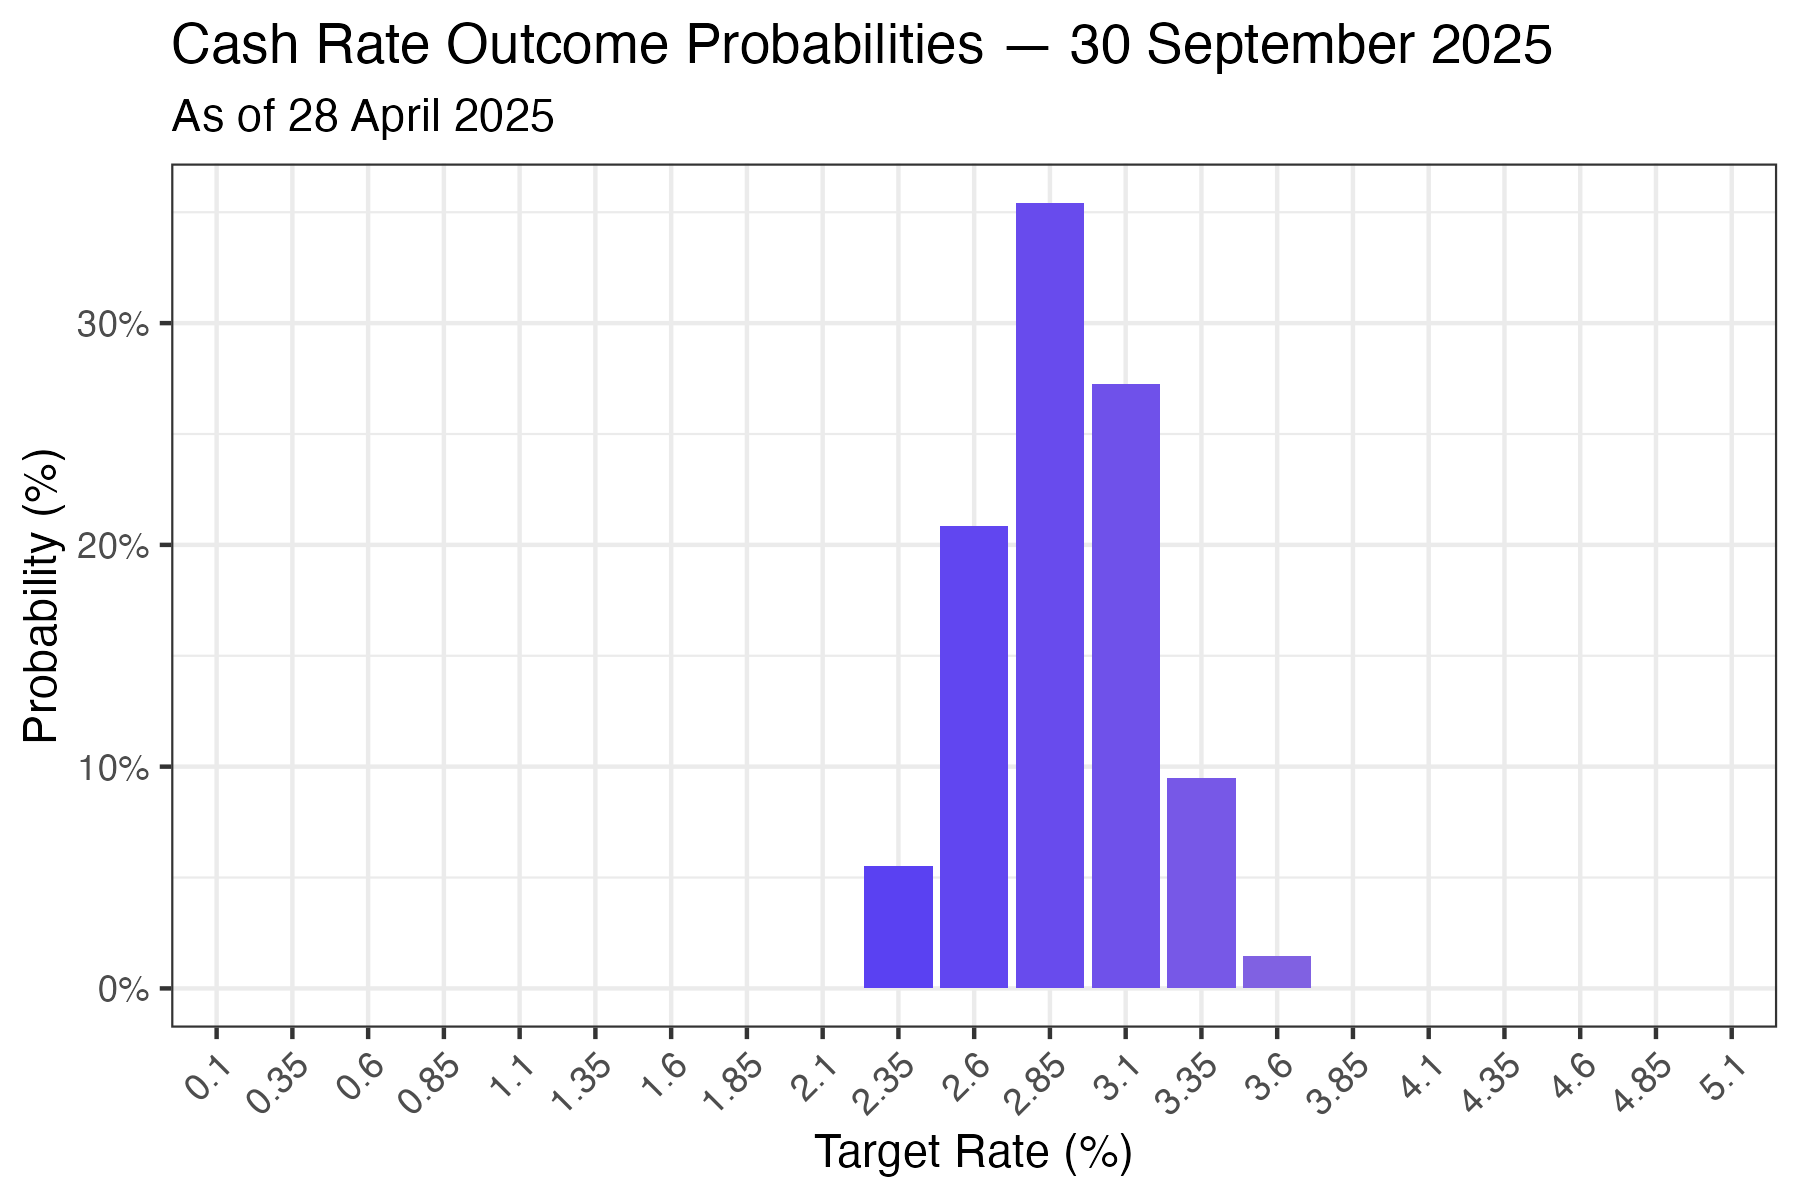 Cash Rate Outcome Probabilities — 30 September 2025
As of 28 April 2025
Probability (%)
30%
20%
10%
0%
0.1 0.35 0.6 0.85 1.1 1.35 1.6 1.85 2.1 2.35 2.6 2.85 3.1 3.35 3.6 3.85 4.1 4.35 4.6 4.85 5.1
Target Rate (%)